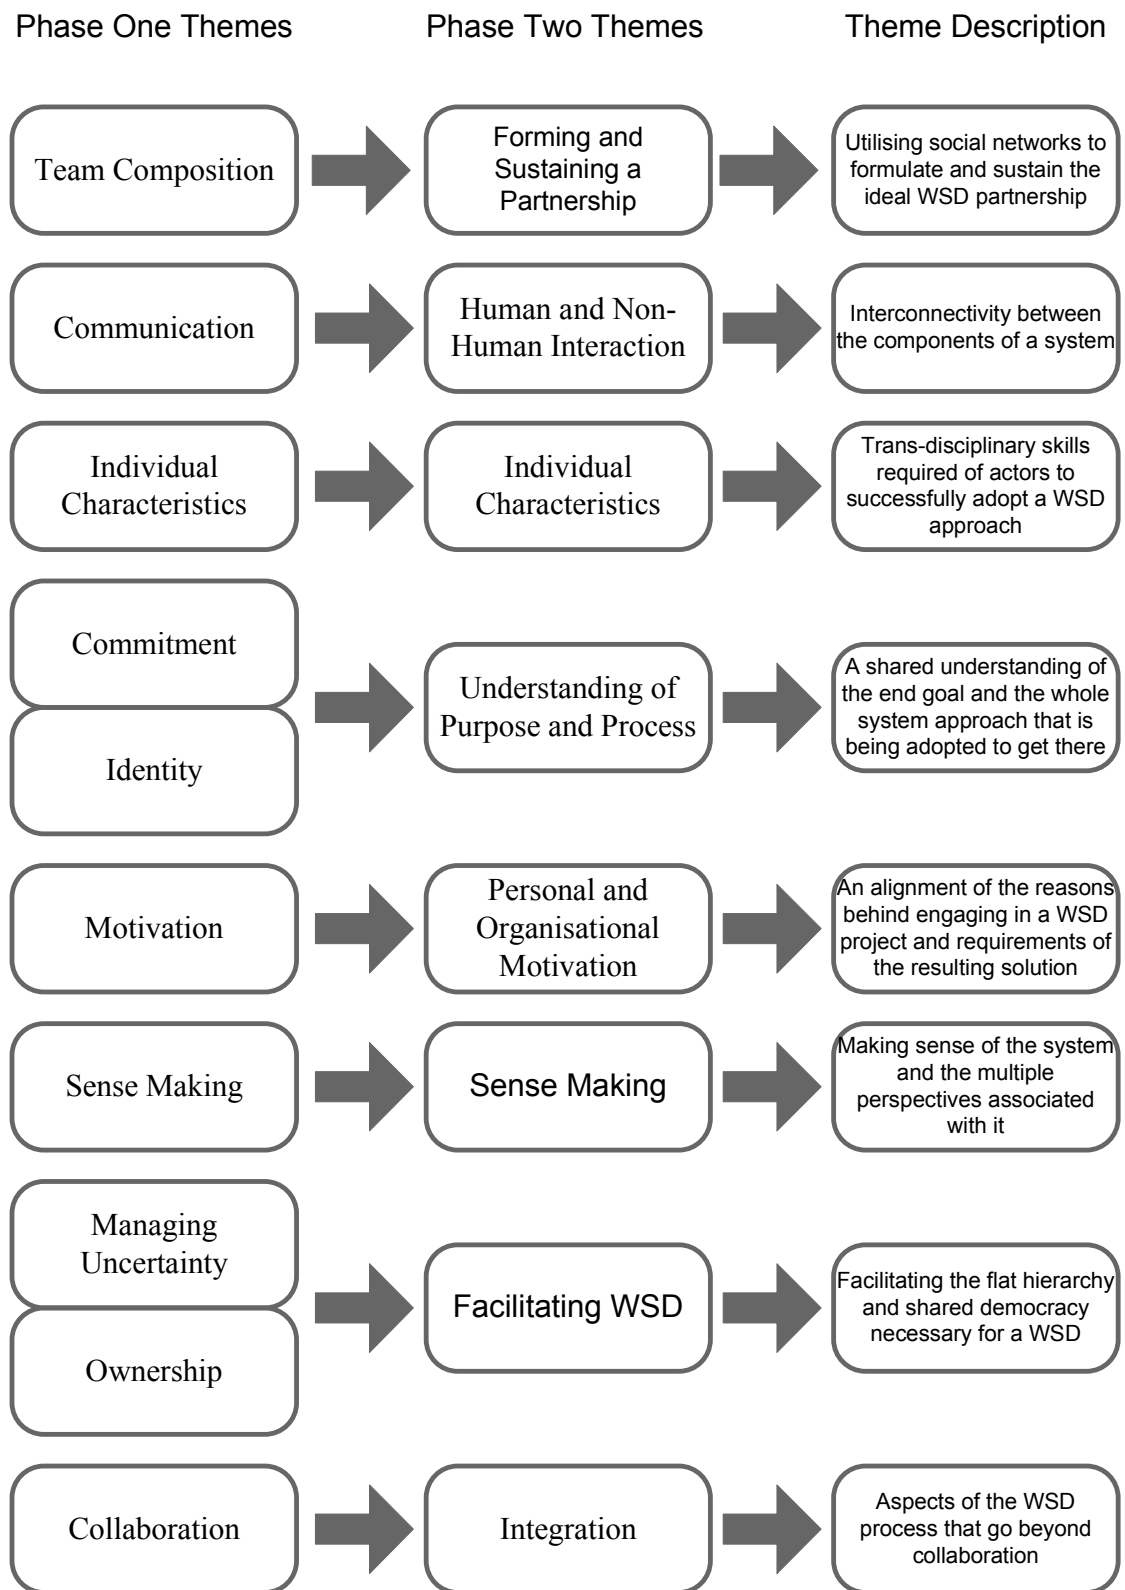 Phase One Themes
Phase Two Themes
Theme Description
Team Composition
Forming and
Sustaining a
Partnership
Utilising social networks to
formulate and sustain the
ideal WSD partnership
Communication
Human and Non-
Human Interaction
Interconnectivity between
the components of a system
Individual
Characteristics
Individual
Characteristics
Trans-disciplinary skills
required of actors to
successfully adopt a WSD
approach
Commitment
Identity
Understanding of
Purpose and Process
A shared understanding of
the end goal and the whole
system approach that is
being adopted to get there
Motivation
Personal and
Organisational
Motivation
An alignment of the reasons
behind engaging in a WSD
project and requirements of
the resulting solution
Sense Making
Sense Making
Making sense of the system
and the multiple
perspectives associated
with it
Managing
Uncertainty
Ownership
Facilitating WSD
Facilitating the flat hierarchy
and shared democracy
necessary for a WSD
Collaboration
Integration
Aspects of the WSD
process that go beyond
collaboration